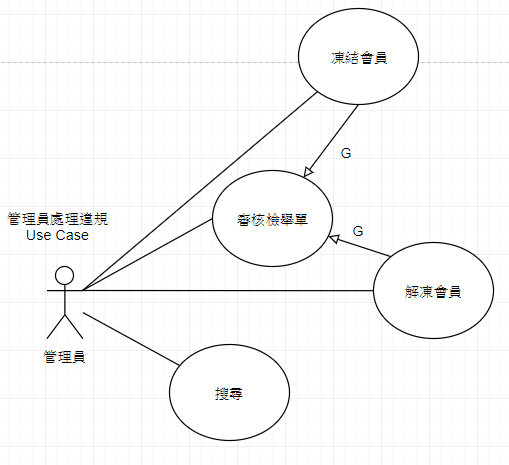 凍結會員
G
審核檢舉單
管理員處理違規
Use Case
G
解凍會員
管理員
搜尋